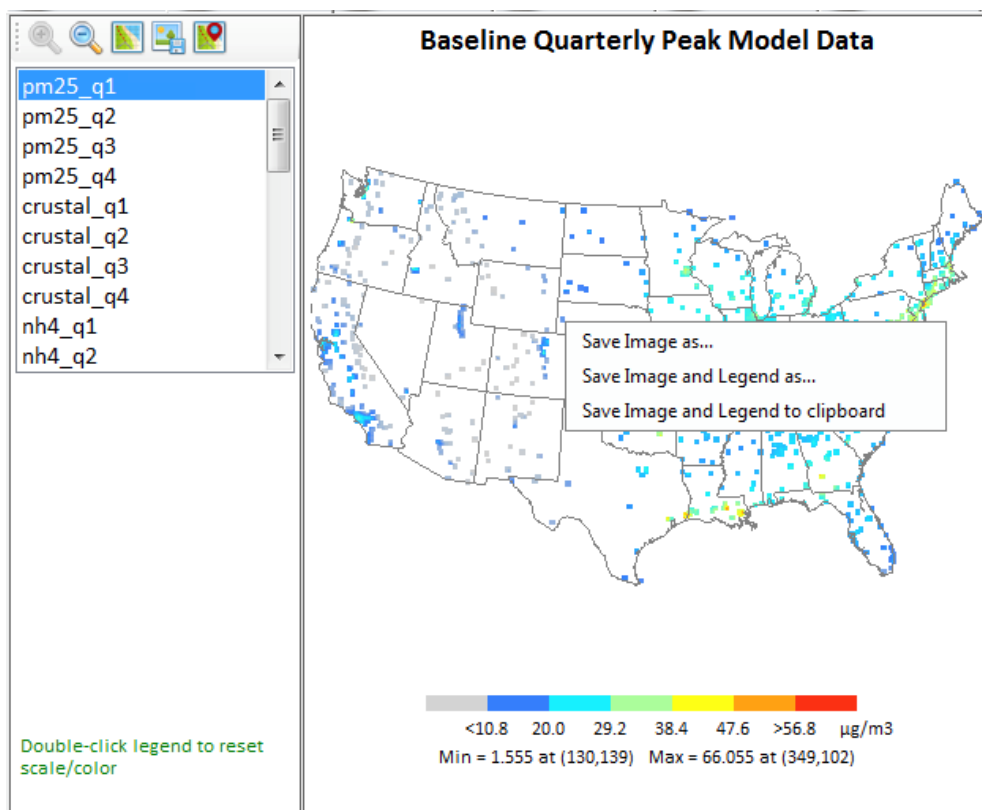 Baseline Quarterly Peak Model Data
pm25_q1
pm25_q2
pm25_q3
pm25_q4
crustal_q1
crustal_q2
crustal_q3
crustal_q4
nh4_q1
nh4_q2
Save Image as...
Save Image and Legend as...
Save Image and Legend to clipboard
<10.8 20.0 29.2 38.4 47.6 >56.8 µg/m3
Min = 1.555 at (130,139) Max = 66.055 at (349,102)
Double-click legend to reset
scale/color